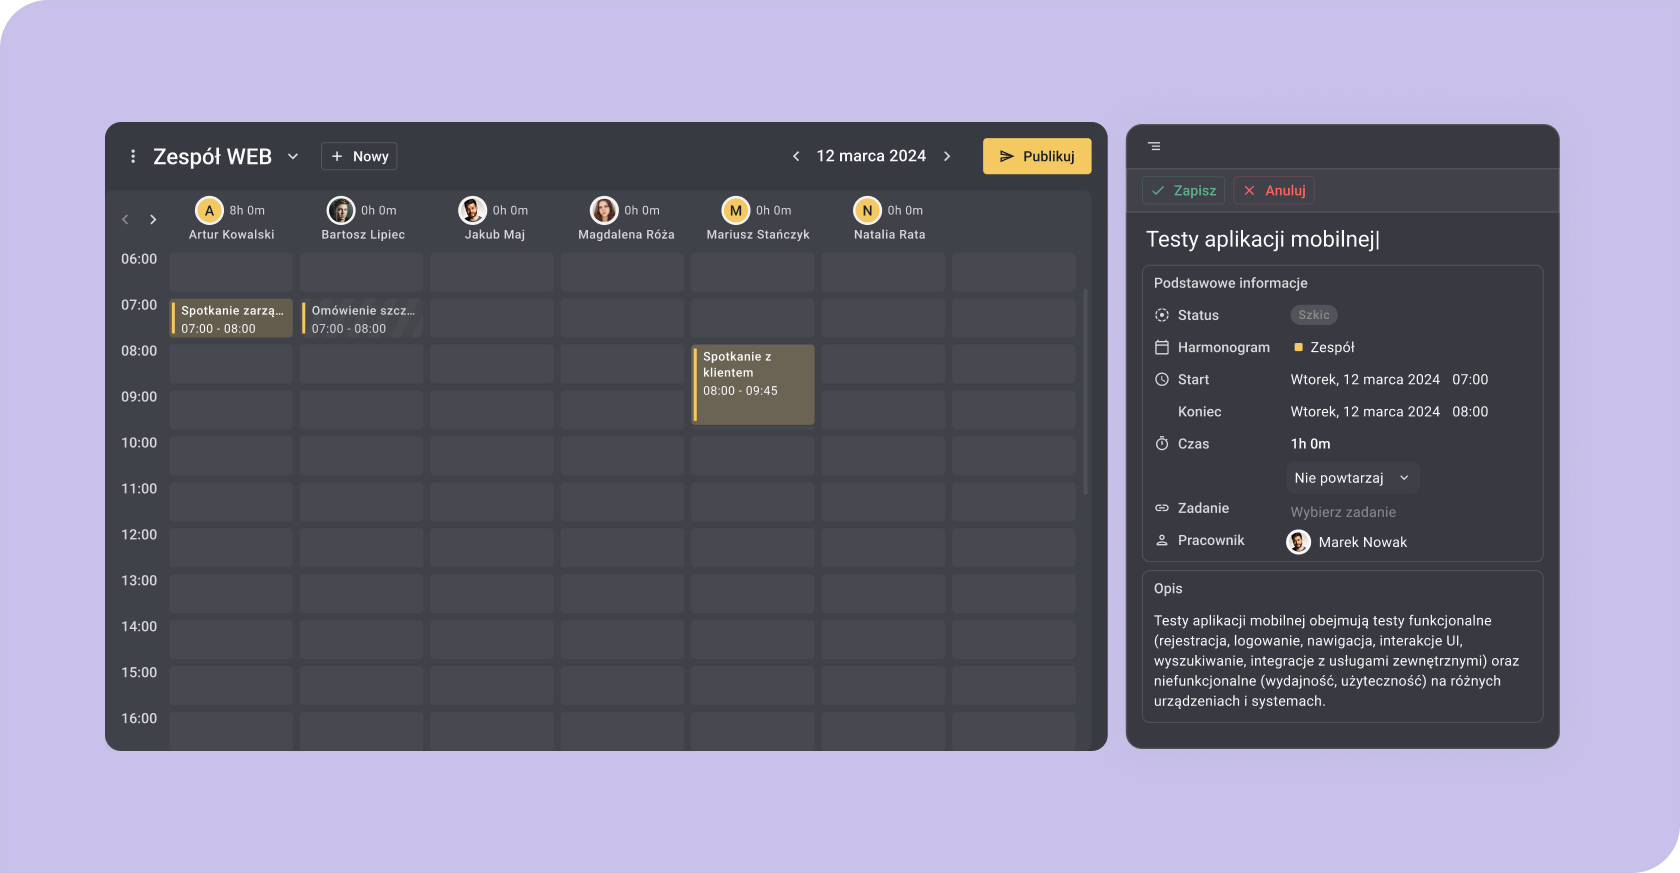 Zespół WEB
+ Nowy
12 marca 2024
Publikuj
A 8h 0m
Artur Kowalski
0h 0m
Bartosz Lipiec
0h 0m
Jakub Maj
0h 0m
Magdalena Róża
M 0h 0m
Mariusz Stańczyk
N 0h 0m
Natalia Rata
06:00
07:00
Spotkanie zarzą...
07:00 - 08:00
Omówienie szcz...
07:00 - 08:00
08:00
Spotkanie z
klientem
08:00 - 09:45
09:00
10:00
11:00
12:00
13:00
14:00
15:00
16:00
Zapisz
Anuluj
Testy aplikacji mobilnej
Podstawowe informacje
Status Szkic
Harmonogram Zespół
Start Wtorek, 12 marca 2024 07:00
Koniec Wtorek, 12 marca 2024 08:00
Czas 1h 0m
Nie powtarzaj
Zadanie Wybierz zadanie
Pracownik Marek Nowak
Opis
Testy aplikacji mobilnej obejmują testy funkcjonalne
(rejestracja, logowanie, nawigacja, interakcje UI,
wyszukiwanie, integracje z usługami zewnętrznymi) oraz
niefunkcjonalne (wydajność, użyteczność) na różnych
urządzeniach i systemach.